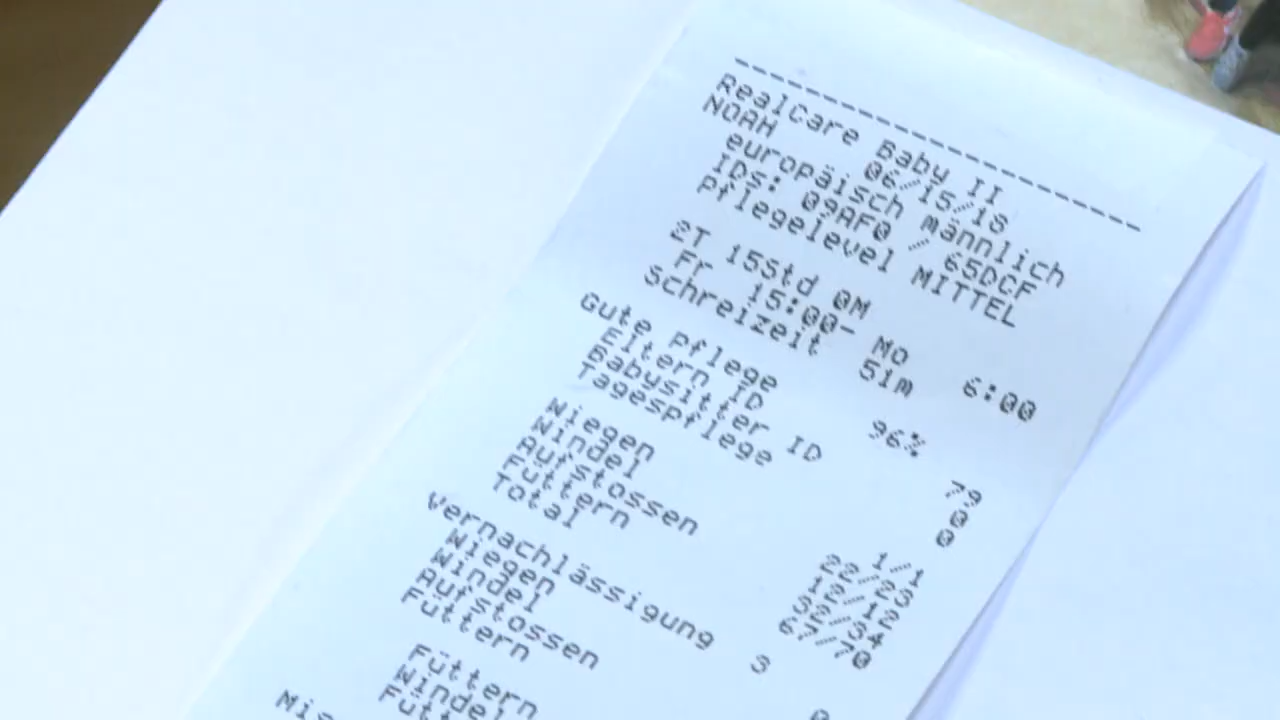 RealCare Baby II
NOAH 06/15/18
europäisch männlich
IDs: 09AF0 / 65DCF
Pflegelevel MITTEL
2T 15Std 0M
Fr 15:00- Mo 6:00
Schreizeit 51m
Gute Pflege 96%
Eltern ID 79
Babysitter ID 0
Tagespflege 0
Wiegen 1/1
Windel 22/23
Aufstossen 12/12
Füttern 32/34
Total 67/70
Vernachlässigung 3
Wiegen 0
Windel
Aufstossen
Füttern
Füttern
Windel